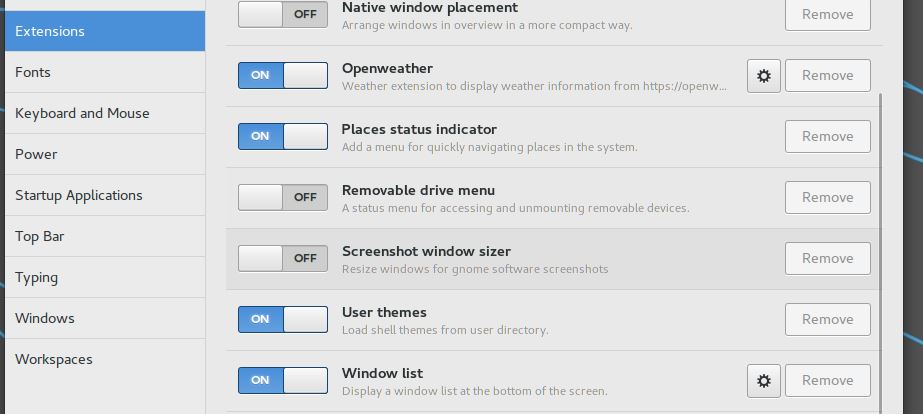 Extensions
Fonts
Keyboard and Mouse
Power
Startup Applications
Top Bar
Typing
Windows
Workspaces
OFF
Native window placement
Remove
Arrange windows in overview in a more compact way.
ON
Openweather
Remove
Weather extension to display weather information from https://openw...
ON
Places status indicator
Remove
Add a menu for quickly navigating places in the system.
OFF
Removable drive menu
Remove
A status menu for accessing and unmounting removable devices.
OFF
Screenshot window sizer
Remove
Resize windows for gnome software screenshots
ON
User themes
Remove
Load shell themes from user directory.
ON
Window list
Remove
Display a window list at the bottom of the screen.